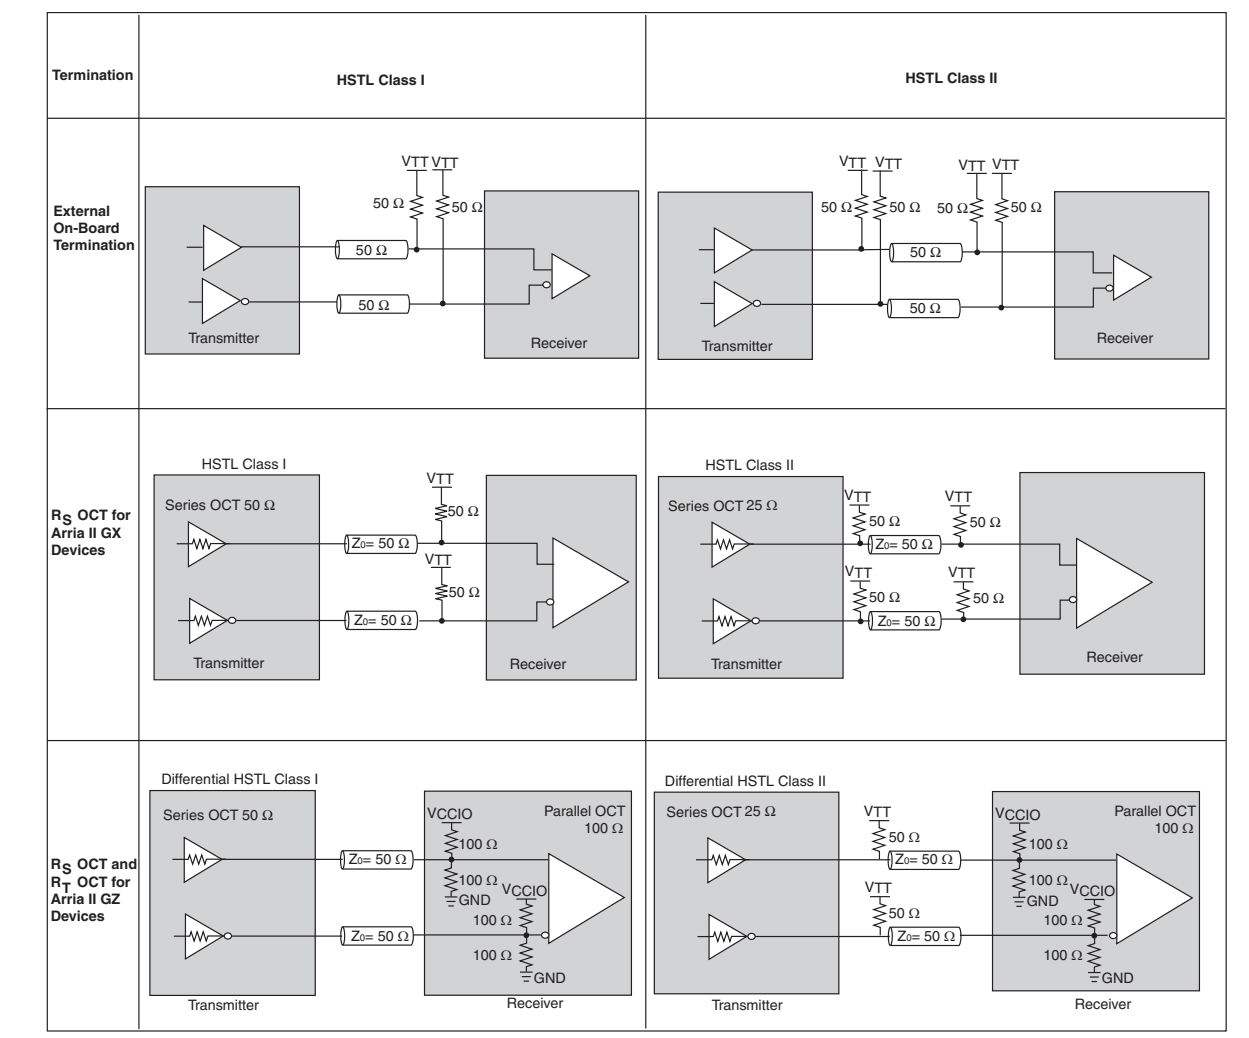 Termination
HSTL Class I
HSTL Class II
External
On-Board
Termination
VTT VTT
50 Ω 50 Ω
50 Ω
50 Ω
Transmitter
Receiver
VTT VTT VTT VTT
50 Ω 50 Ω 50 Ω 50 Ω
50 Ω
50 Ω
Transmitter
Receiver
RS OCT for
Arria II GX
Devices
HSTL Class I
Series OCT 50 Ω
VTT
50 Ω
Z0= 50 Ω
VTT
50 Ω
Z0= 50 Ω
Transmitter
Receiver
HSTL Class II
Series OCT 25 Ω
VTT VTT
50 Ω 50 Ω
Z0= 50 Ω
VTT VTT
50 Ω 50 Ω
Z0= 50 Ω
Transmitter
Receiver
RS OCT and
RT OCT for
Arria II GZ
Devices
Differential HSTL Class I
Series OCT 50 Ω
VCCIO
Parallel OCT
100 Ω
100 Ω
Z0= 50 Ω
100 Ω
GND
VCCIO
100 Ω
Z0= 50 Ω
100 Ω
GND
Transmitter
Receiver
Differential HSTL Class II
Series OCT 25 Ω
VTT
50 Ω
Z0= 50 Ω
VTT
50 Ω
Z0= 50 Ω
VCCIO
Parallel OCT
100 Ω
100 Ω
100 Ω
GND
VCCIO
100 Ω
100 Ω
GND
Transmitter
Receiver